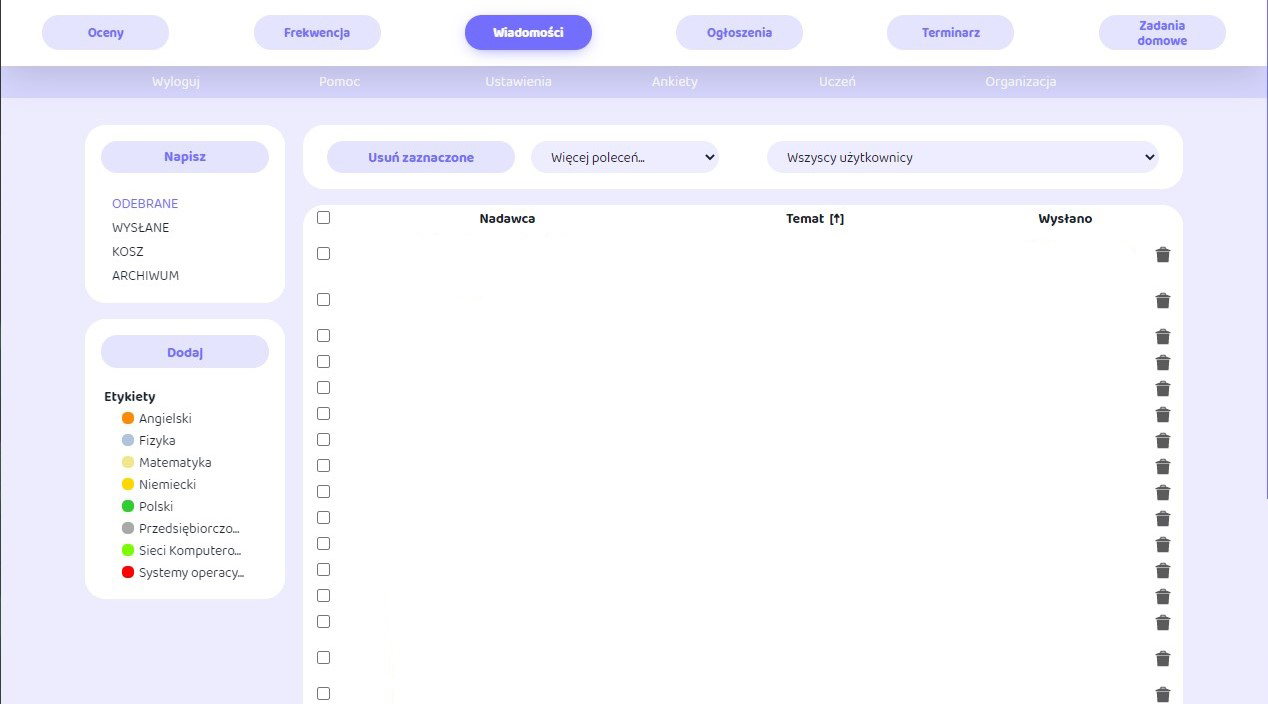 Oceny
Frekwencja
Wiadomości
Ogłoszenia
Terminarz
Zadania
domowe
Wyloguj
Pomoc
Ustawienia
Ankiety
Uczeń
Organizacja
Napisz
ODEBRANE
WYSŁANE
KOSZ
ARCHIWUM
Dodaj
Etykiety
Angielski
Fizyka
Matematyka
Niemiecki
Polski
Przedsiębiorczo...
Sieci Komputero...
Systemy operacy...
Usuń zaznaczone
Więcej poleceń...
Wszyscy użytkownicy
Nadawca
Temat [↑]
Wysłano